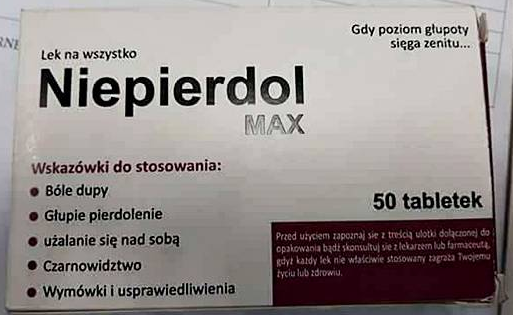 Gdy poziom głupoty
sięga zenitu...
Lek na wszystko
Niepierdol
MAX
Wskazówki do stosowania:
Bóle dupy
Głupie pierdolenie
użalanie się nad sobą
Czarnowidztwo
Wymówki i usprawiedliwienia
50 tabletek
Przed użyciem zapoznaj sie z treścią ulotki dołączonej do
opakowania bądź skonsultuj sie z lekarzem lub farmaceutą,
gdyż każdy lek nie właściwie stosowany zagraża Twojemu
życiu lub zdrowiu.